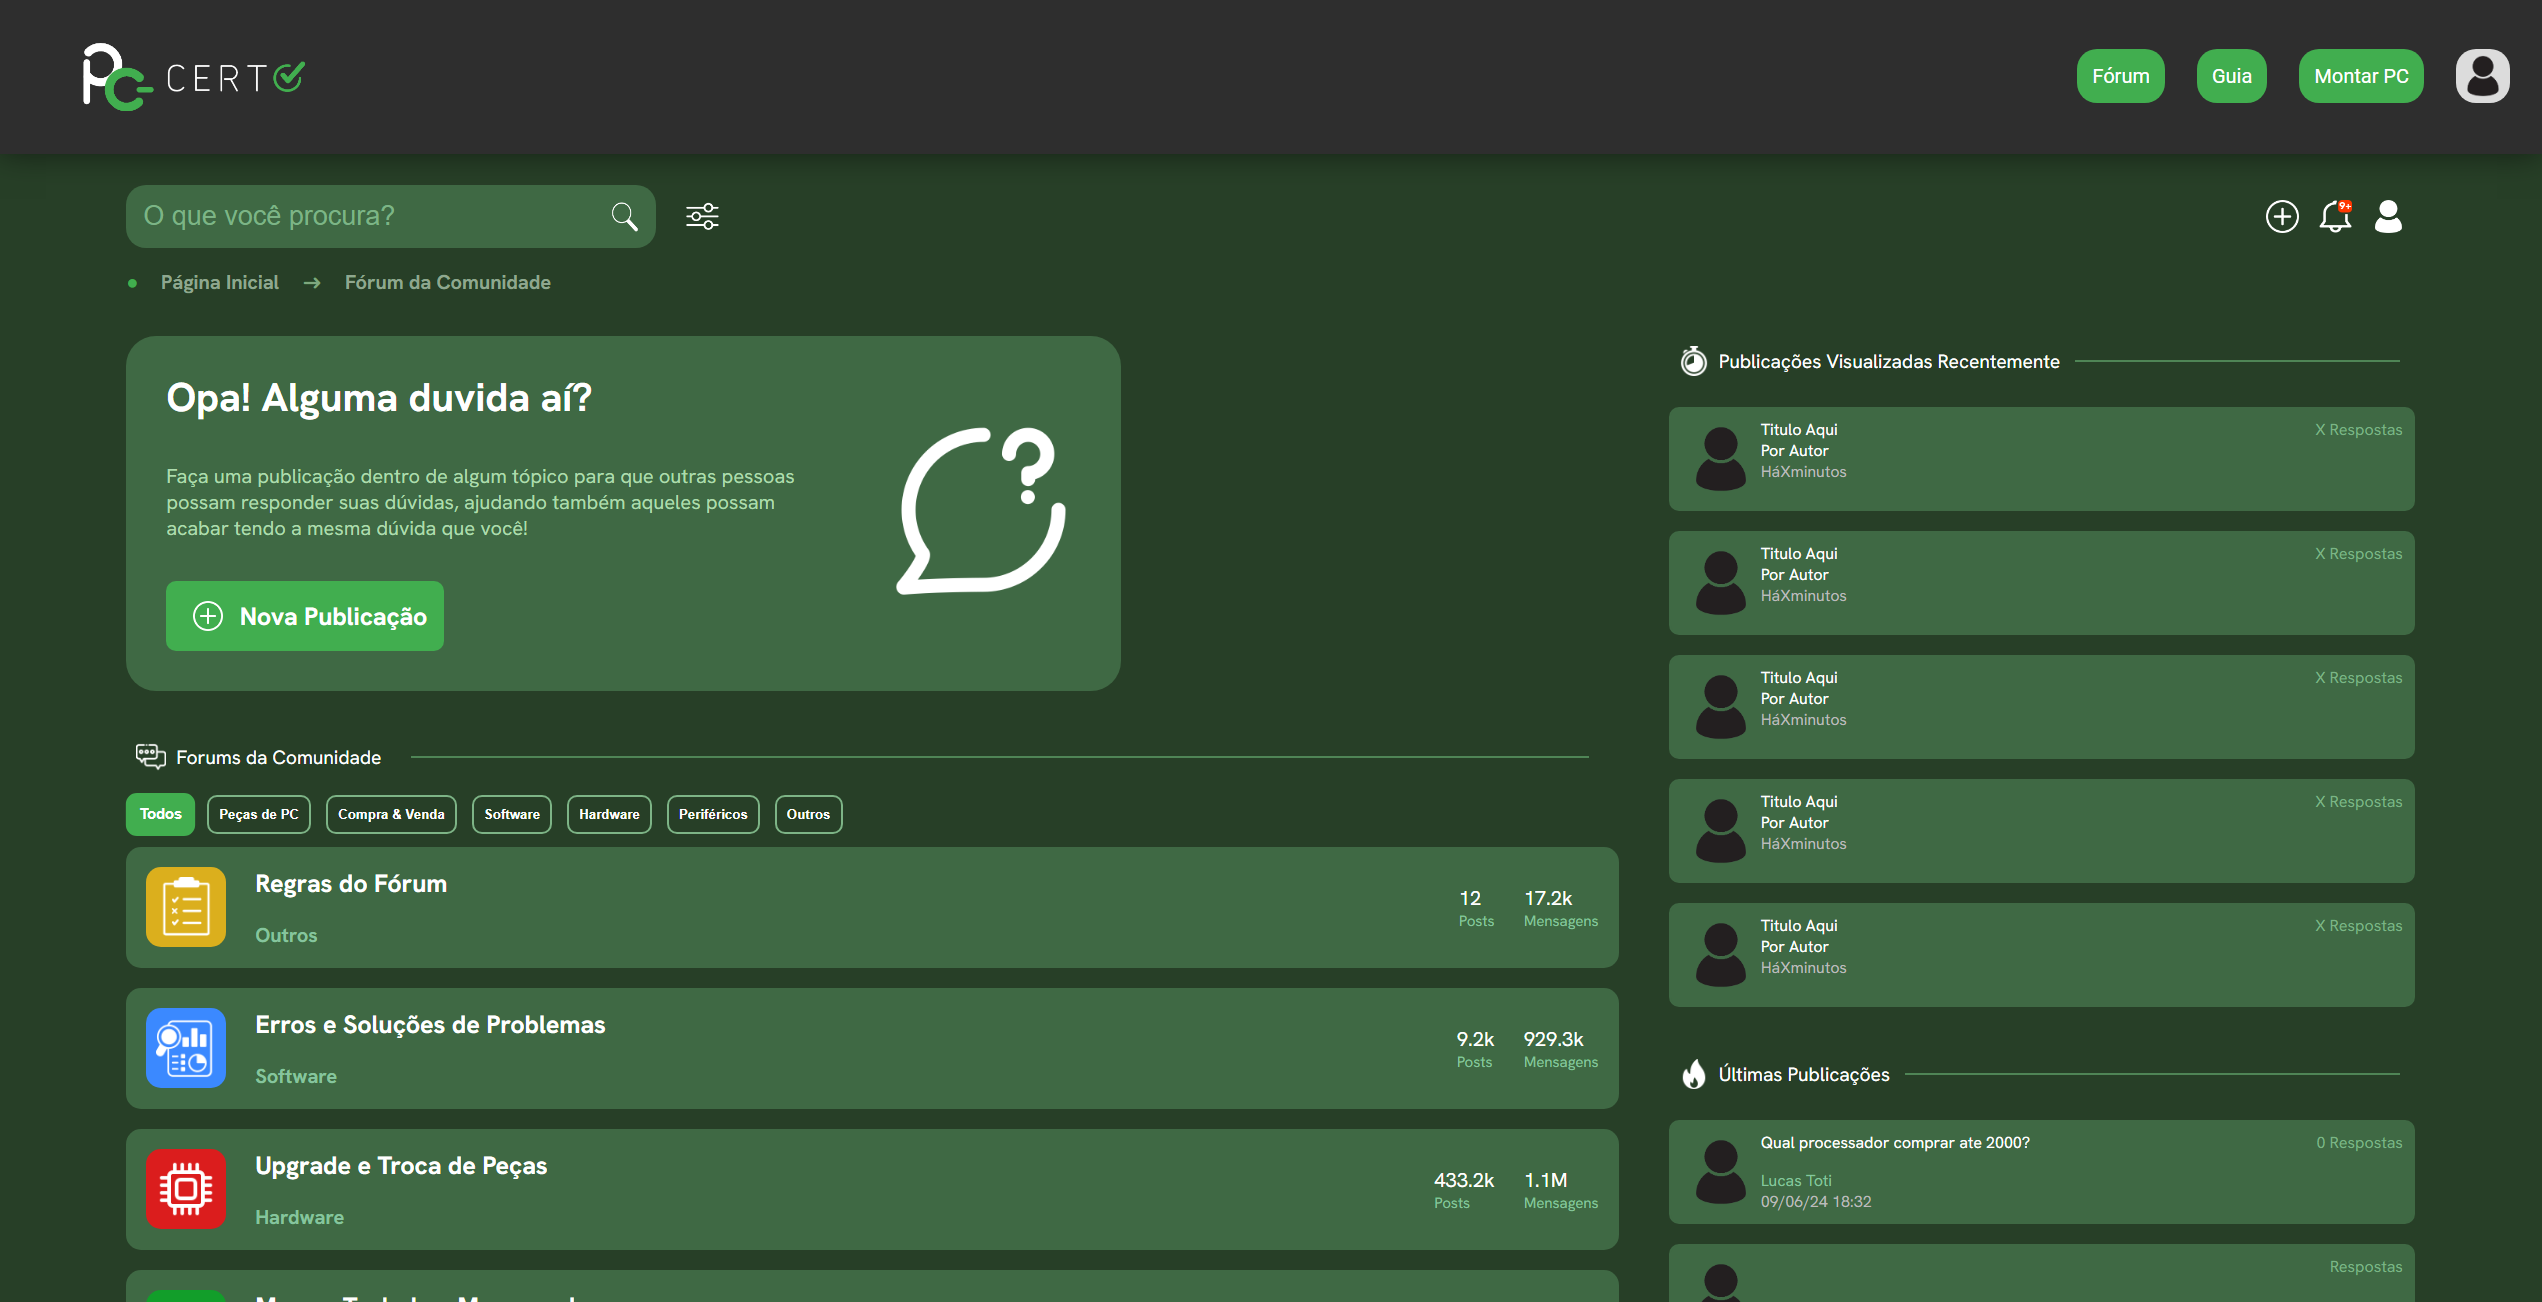 PC CERTO
Fórum
Guia
Montar PC
O que você procura?
9+
Página Inicial → Fórum da Comunidade
Opa! Alguma duvida aí?
Faça uma publicação dentro de algum tópico para que outras pessoas
possam responder suas dúvidas, ajudando também aqueles possam
acabar tendo a mesma dúvida que você!
Nova Publicação
Forums da Comunidade
Todos
Peças de PC
Compra & Venda
Software
Hardware
Periféricos
Outros
Regras do Fórum
Outros
12
Posts
17.2k
Mensagens
Erros e Soluções de Problemas
Software
9.2k
Posts
929.3k
Mensagens
Upgrade e Troca de Peças
Hardware
433.2k
Posts
1.1M
Mensagens
Publicações Visualizadas Recentemente
Titulo Aqui
Por Autor
HáXminutos
X Respostas
Titulo Aqui
Por Autor
HáXminutos
X Respostas
Titulo Aqui
Por Autor
HáXminutos
X Respostas
Titulo Aqui
Por Autor
HáXminutos
X Respostas
Titulo Aqui
Por Autor
HáXminutos
X Respostas
Últimas Publicações
Qual processador comprar ate 2000?
Lucas Toti
09/06/24 18:32
0 Respostas
Respostas